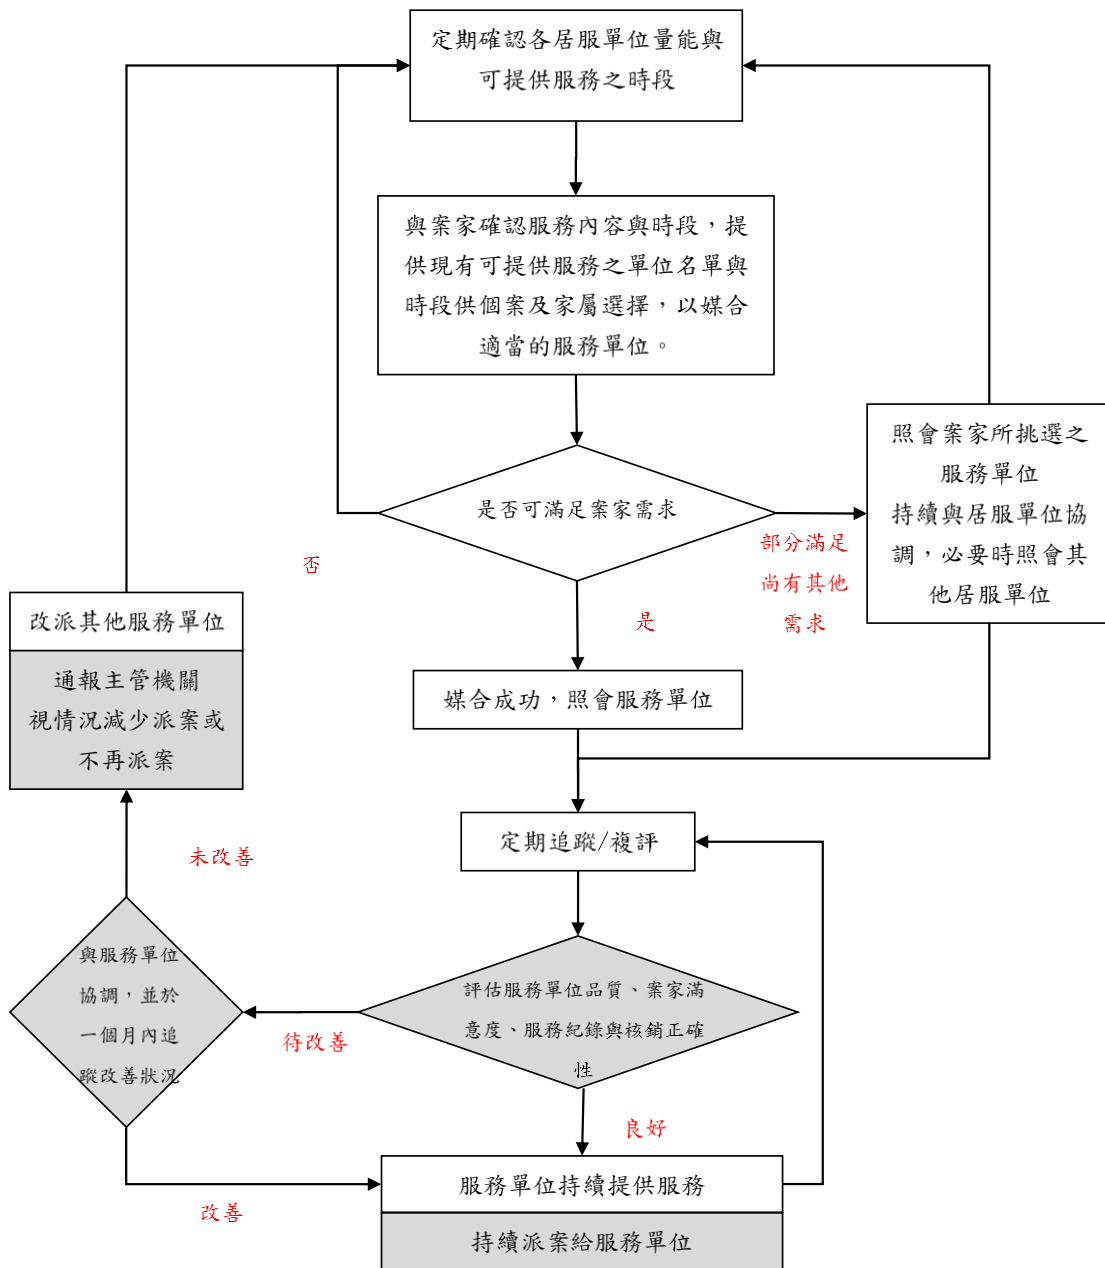 定期確認各居服單位量能與
可提供服務之時段
與案家確認服務內容與時段，提
供現有可提供服務之單位名單與
時段供個案及家屬選擇，以媒合
適當的服務單位。
是否可滿足案家需求
否
是
部分滿足
尚有其他
需求
照會案家所挑選之
服務單位
持續與居服單位協
調，必要時照會其
他居服單位
改派其他服務單位
通報主管機關
視情況減少派案或
不再派案
媒合成功，照會服務單位
定期追蹤/複評
未改善
與服務單位
協調，並於
一個月內追
蹤改善狀況
待改善
評估服務單位品質、案家滿
意度、服務紀錄與核銷正確
性
良好
改善
服務單位持續提供服務
持續派案給服務單位